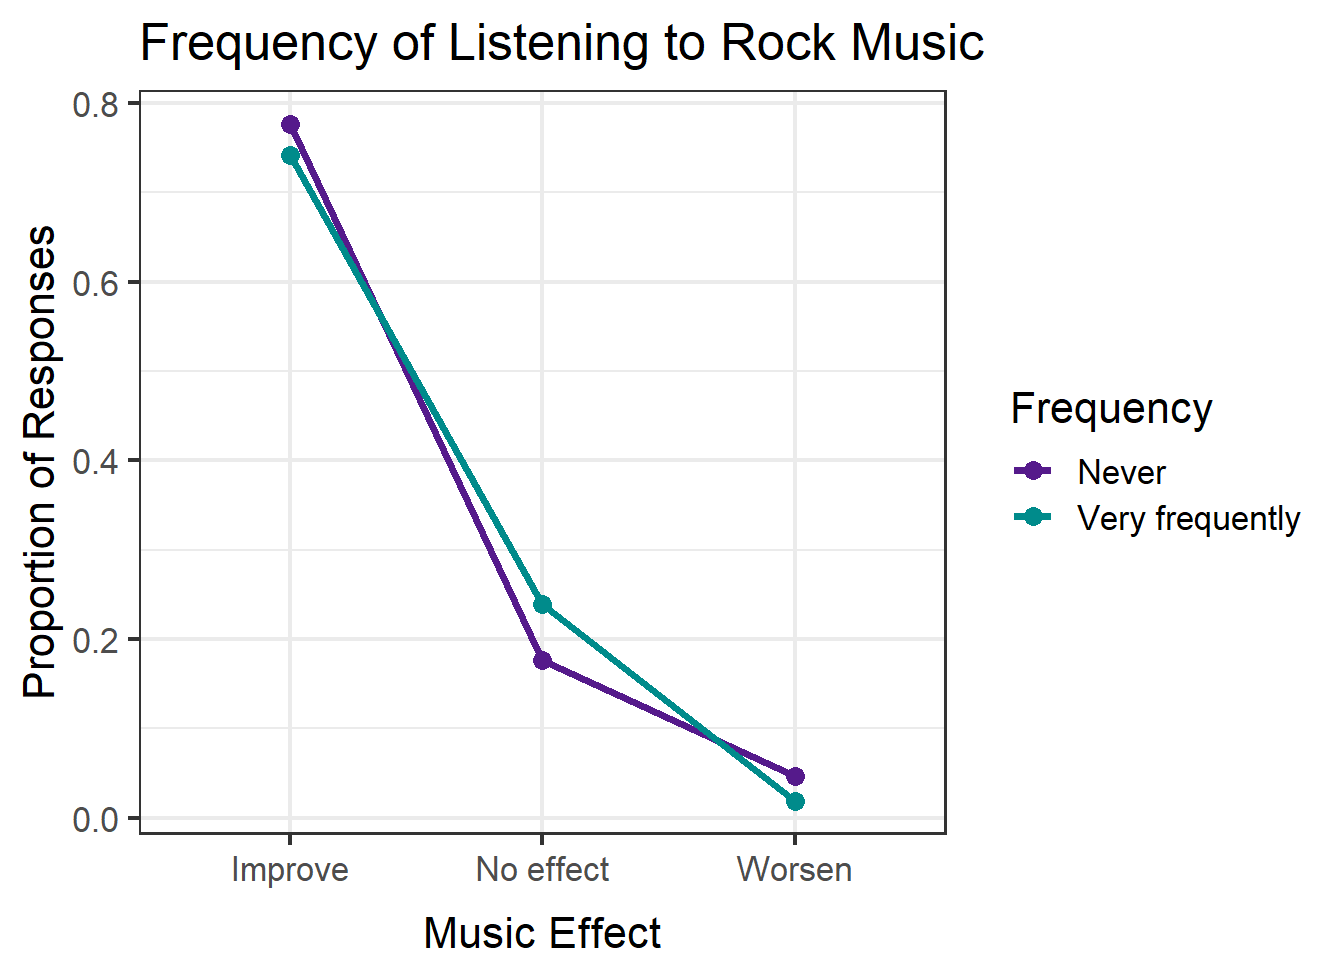 Frequency of Listening to Rock Music
Proportion of Responses
0.8
0.6
0.4
0.2
0.0
Improve No effect Worsen
Music Effect
Frequency
Never
Very frequently